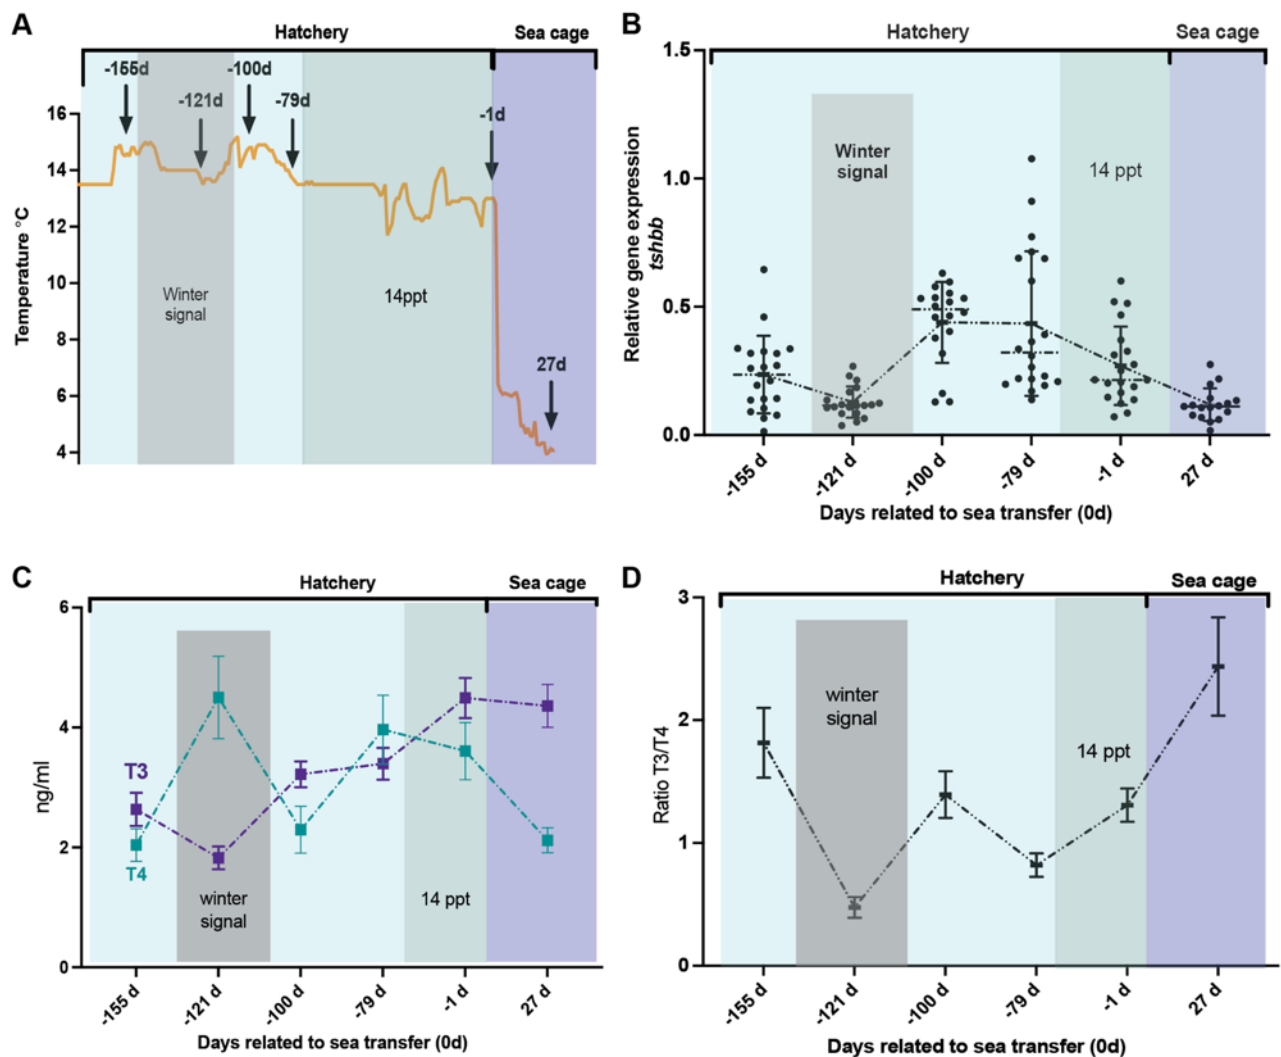 A
Hatchery
Sea cage
-155d
-100d
-121d
-79d
-1d
27d
16
14
12
10
8
6
4
Temperature °C
Winter
signal
14ppt
B
Hatchery
Sea cage
1.5
1.0
0.5
0.0
Relative gene expression
tshbb
Winter
signal
14 ppt
-155 d
-121 d
-100 d
-79 d
-1 d
27 d
Days related to sea transfer (0d)
C
Hatchery
Sea cage
6
4
2
0
ng/ml
T3
T4
winter
signal
14 ppt
-155 d
-121 d
-100 d
-79 d
-1 d
27 d
Days related to sea transfer (0d)
D
Hatchery
Sea cage
3
2
1
0
Ratio T3/T4
winter
signal
14 ppt
-155 d
-121 d
-100 d
-79 d
-1 d
27 d
Days related to sea transfer (0d)